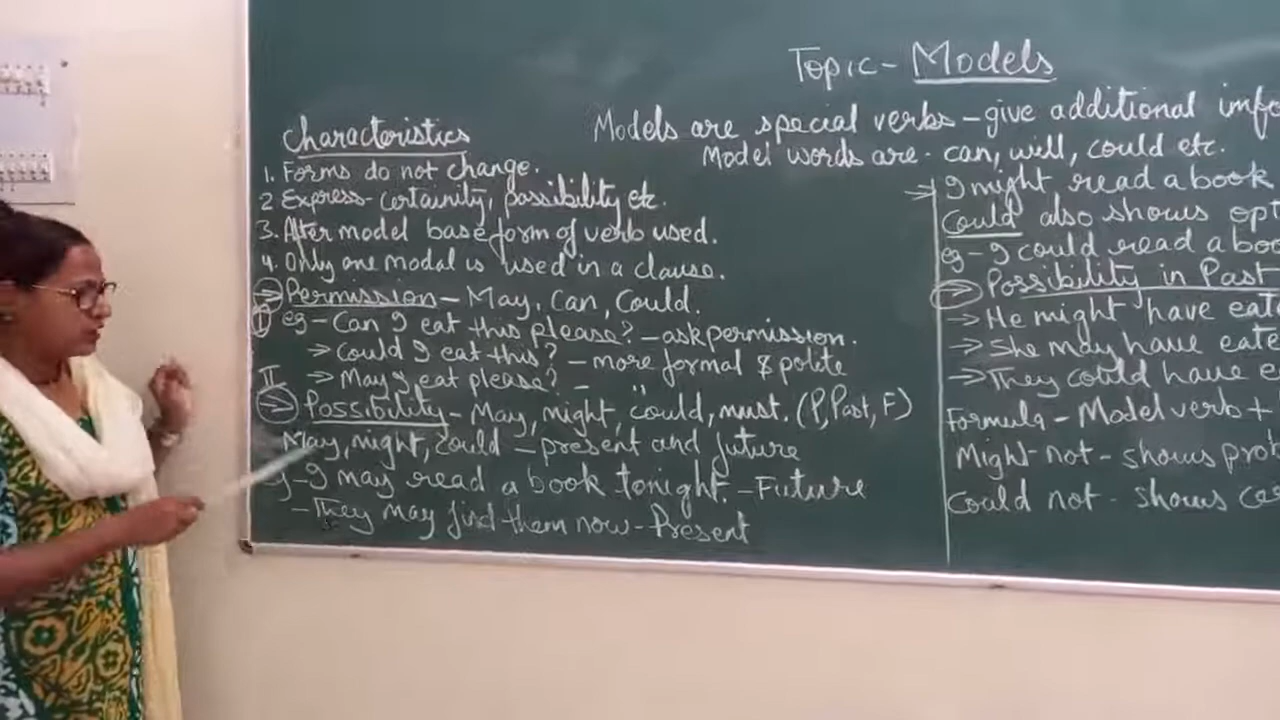 Topic - Models
Models are special verbs - give additional info
Model words are - can, will, could etc.
Characteristics
1. Forms do not change.
2 Express - certainity, possibility etc.
3. After model base form of verb used.
4. Only one modal is used in a clause.
→ Permission - May, Can, Could.
I eg - Can I eat this please? - ask permission.
→ Could I eat this? - more formal & polite
II → May I eat please? - "
→ Possibility - May, might, could, must. (P, Past, F)
May, might, could - present and future
- I may read a book tonight. - Future
- They may find them now - Present
→ I might read a book
Could also shows opt
eg - I could read a boo
→ Possibility in Past
→ He might have eate
→ She may have eate
→ They could have e
Formula - Model verb +
Might not - shows prob
Could not - shows ce